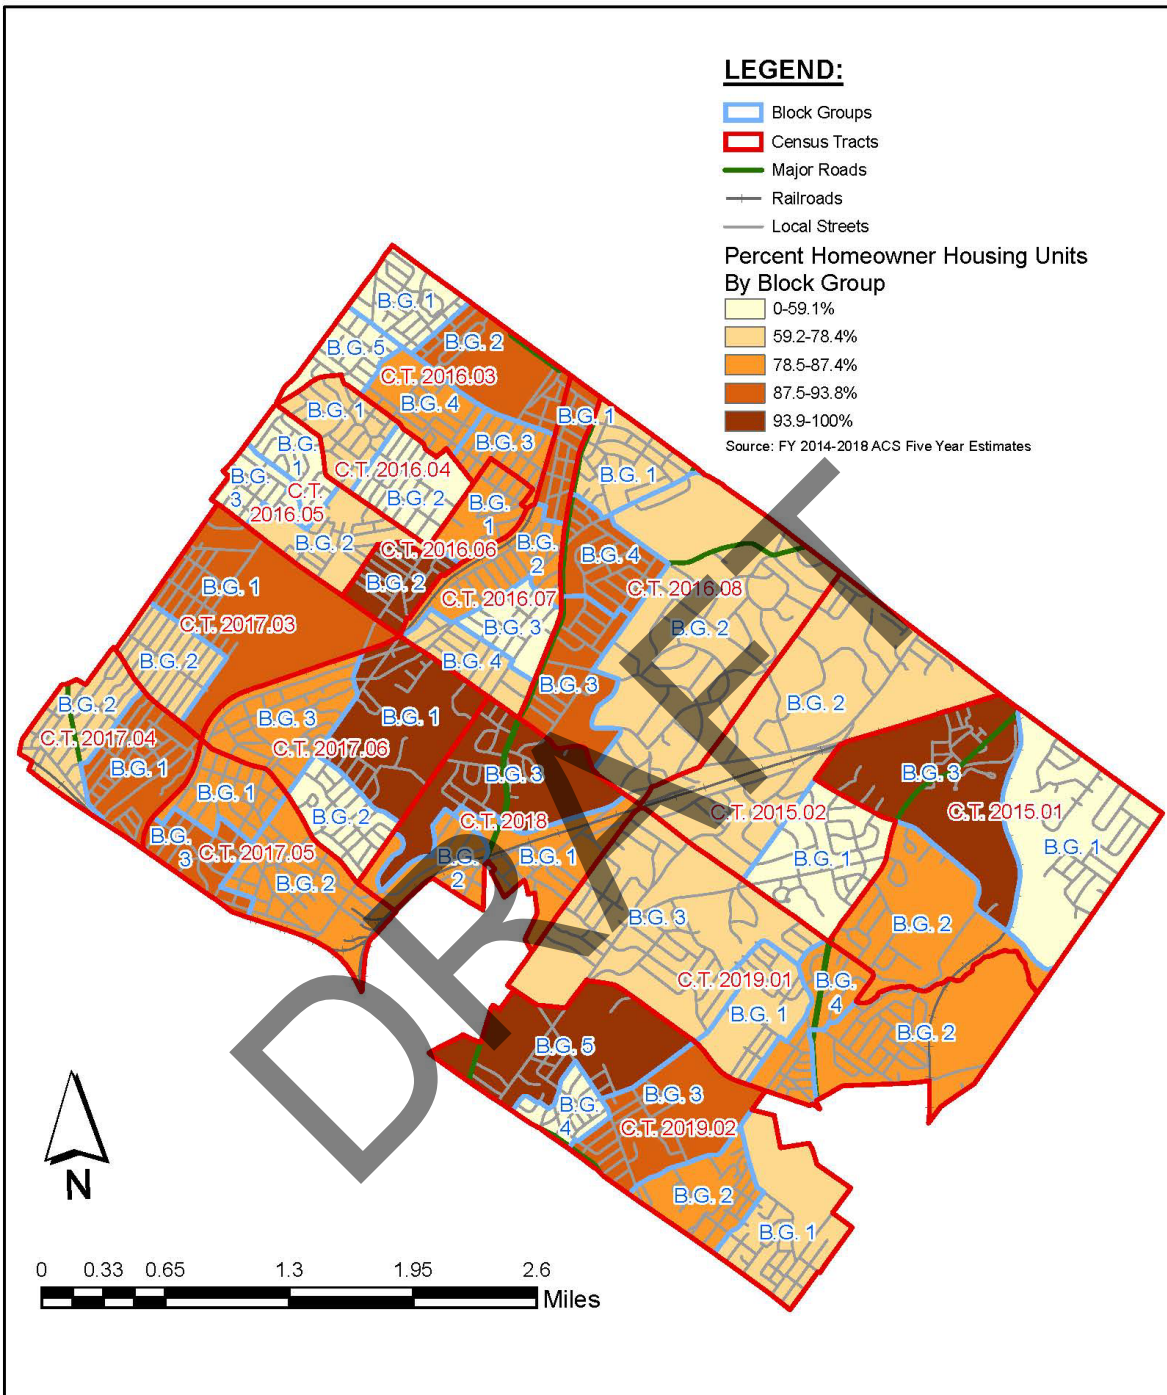 LEGEND:
Block Groups
Census Tracts
Major Roads
Railroads
Local Streets
Percent Homeowner Housing Units
By Block Group
0-59.1%
59.2-78.4%
78.5-87.4%
87.5-93.8%
93.9-100%
Source: FY 2014-2018 ACS Five Year Estimates
B.G. 1
B.G. 2
B.G. 5
C.T. 2016.03
B.G. 4
B.G. 1
B.G. 3
B.G. 1
B.G. 1
B.G.
1
C.T. 2016.04
B.G.
3
C.T.
2016.05
B.G. 2
B.G.
1
B.G. 2
C.T. 2016.06
B.G.
2
B.G. 4
B.G. 2
C.T. 2016.08
B.G. 1
C.T. 2016.07
B.G. 3
B.G. 2
C.T. 2017.03
B.G. 2
B.G. 4
B.G. 3
B.G. 2
B.G. 2
C.T. 2017.04
B.G. 3
B.G. 1
C.T. 2017.06
B.G. 1
B.G. 3
B.G. 3
B.G. 1
B.G. 2
C.T. 2018
C.T. 2015.02
C.T. 2015.01
B.G.
3
C.T. 2017.05
B.G. 2
B.G.
2
B.G. 1
B.G. 1
B.G. 1
B.G. 3
B.G. 2
C.T. 2019.01
B.G. 1
B.G.
4
B.G. 2
B.G. 5
B.G. 3
B.G.
4
C.T. 2019.02
B.G. 2
B.G. 1
DRAFT
N
0 0.33 0.65 1.3 1.95 2.6
Miles